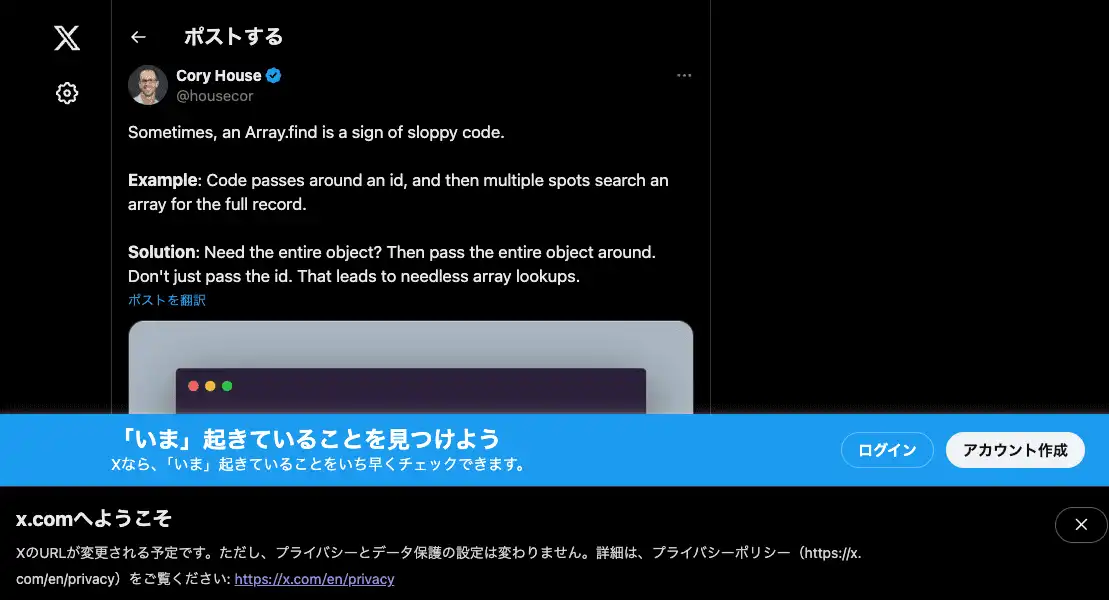 ポストする
Cory House
@housecor
Sometimes, an Array.find is a sign of sloppy code.
Example: Code passes around an id, and then multiple spots search an
array for the full record.
Solution: Need the entire object? Then pass the entire object around.
Don't just pass the id. That leads to needless array lookups.
ポストを翻訳
「いま」起きていることを見つけよう
Xなら、「いま」起きていることをいち早くチェックできます。
ログイン
アカウント作成
x.comへようこそ
XのURLが変更される予定です。ただし、プライバシーとデータ保護の設定は変わりません。詳細は、プライバシーポリシー（https://x.
com/en/privacy）をご覧ください: https://x.com/en/privacy